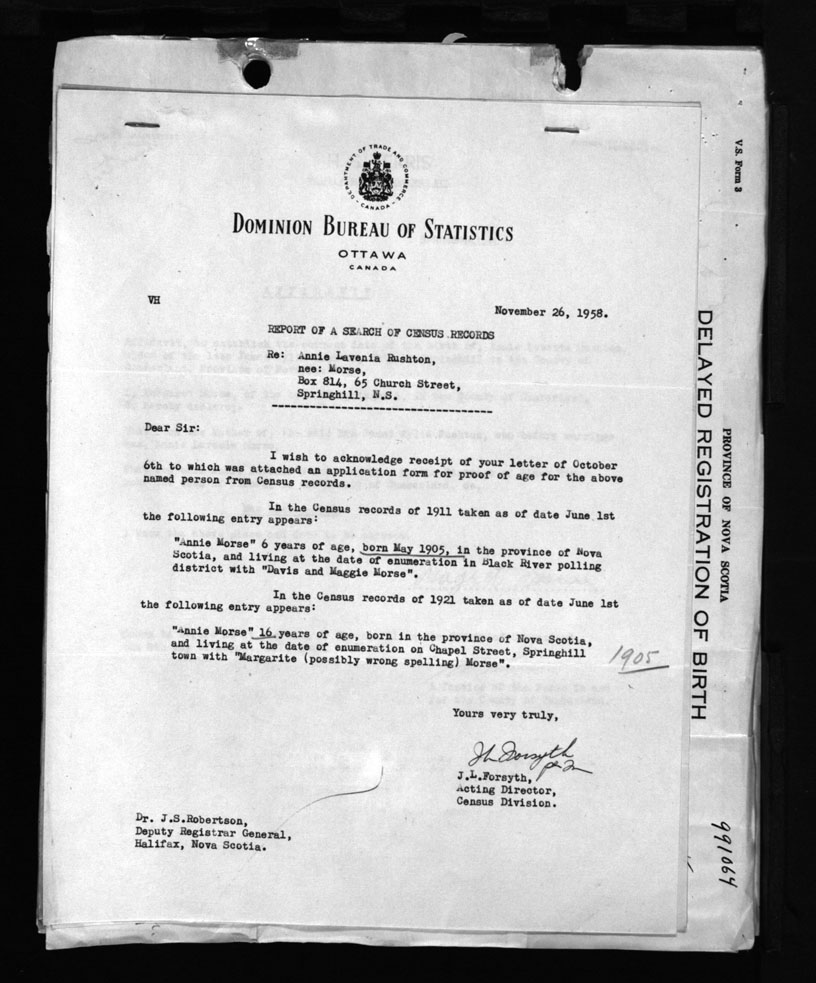 DEPARTMENT OF TRADE AND COMMERCE
CANADA
DOMINION BUREAU OF STATISTICS
OTTAWA
CANADA
VH
November 26, 1958.
REPORT OF A SEARCH OF CENSUS RECORDS
Re: Annie Lavenia Rushton,
nee: Morse,
Box 814, 65 Church Street,
Springhill, N.S.
Dear Sir:
I wish to acknowledge receipt of your letter of October
6th to which was attached an application form for proof of age for the above
named person from Census records.
In the Census records of 1911 taken as of date June 1st
the following entry appears:
"Annie Morse" 6 years of age, born May 1905, in the province of Nova
Scotia, and living at the date of enumeration in Black River polling
district with "Davis and Maggie Morse".
In the Census records of 1921 taken as of date June 1st
the following entry appears:
"Annie Morse" 16 years of age, born in the province of Nova Scotia,
and living at the date of enumeration on Chapel Street, Springhill
town with "Margarite (possibly wrong spelling) Morse".
1905
Yours very truly,
J.L.Forsyth,
Acting Director,
Census Division.
Dr. J.S.Robertson,
Deputy Registrar General,
Halifax, Nova Scotia.
V.S. Form 3
PROVINCE OF NOVA SCOTIA
DELAYED REGISTRATION OF BIRTH
991064